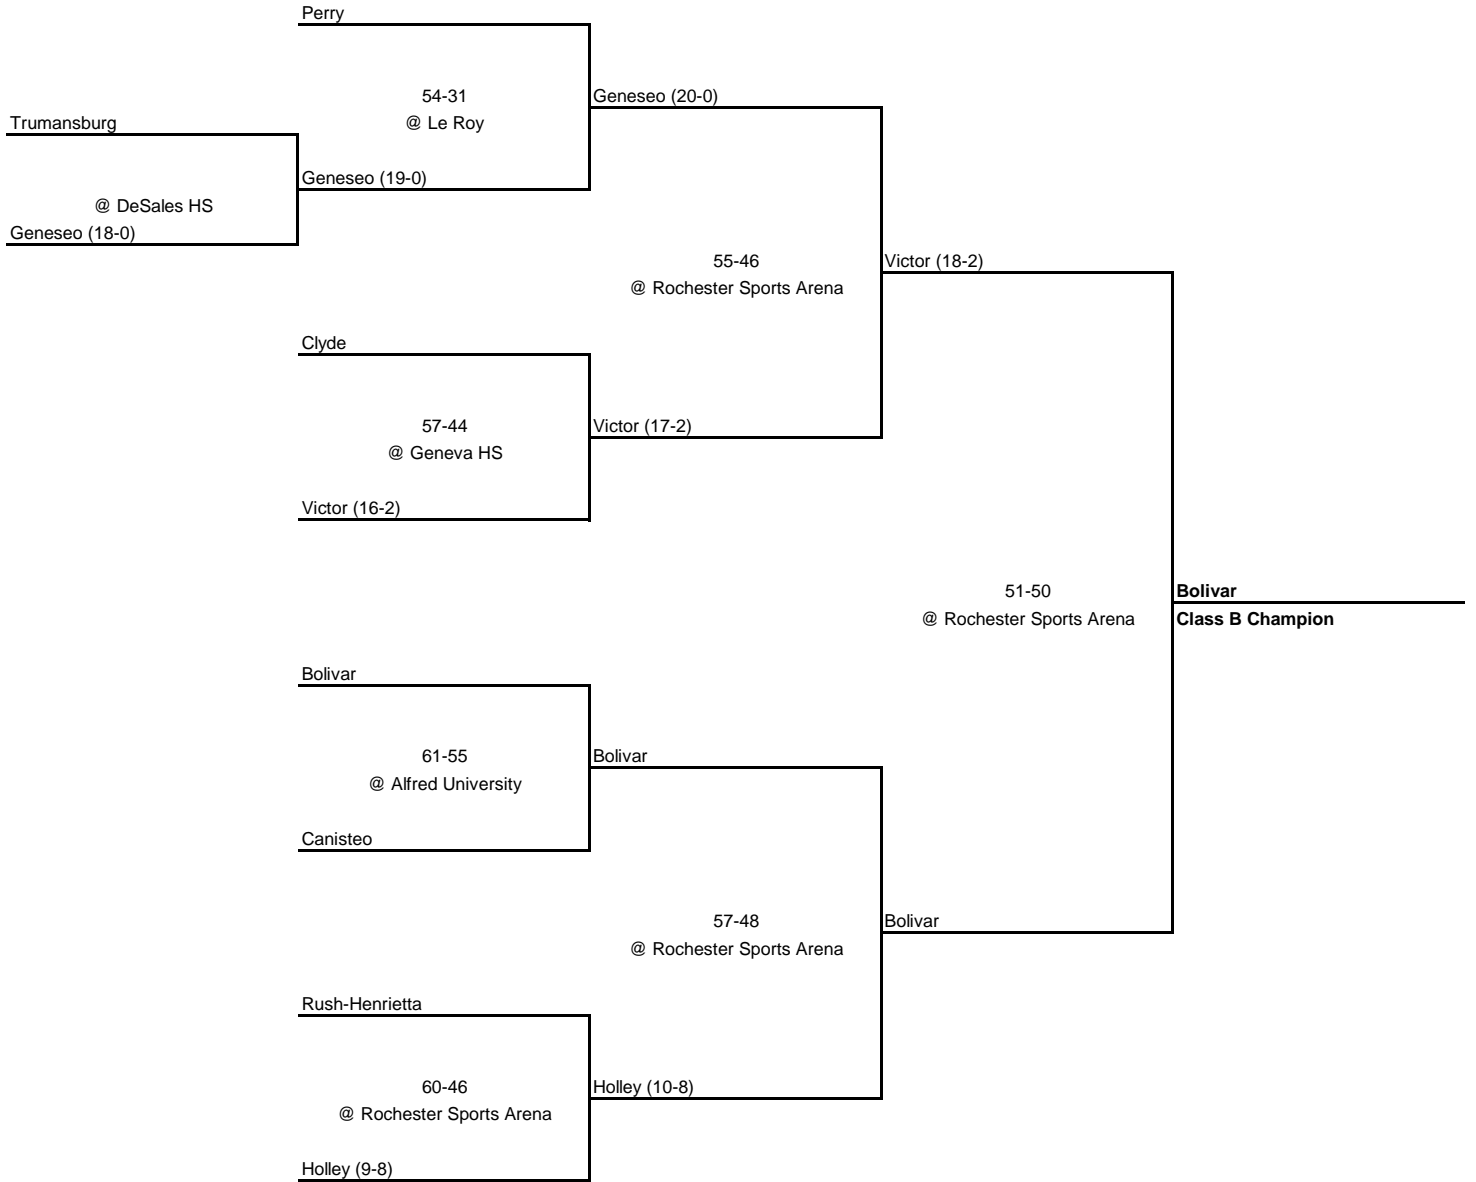 Perry
54-31
@ Le Roy
Geneseo (20-0)
Trumansburg
Geneseo (19-0)
@ DeSales HS
Geneseo (18-0)
55-46
@ Rochester Sports Arena
Victor (18-2)
Clyde
57-44
@ Geneva HS
Victor (17-2)
Victor (16-2)
51-50
@ Rochester Sports Arena
Bolivar
Class B Champion
Bolivar
61-55
@ Alfred University
Bolivar
Canisteo
57-48
@ Rochester Sports Arena
Bolivar
Rush-Henrietta
60-46
@ Rochester Sports Arena
Holley (10-8)
Holley (9-8)